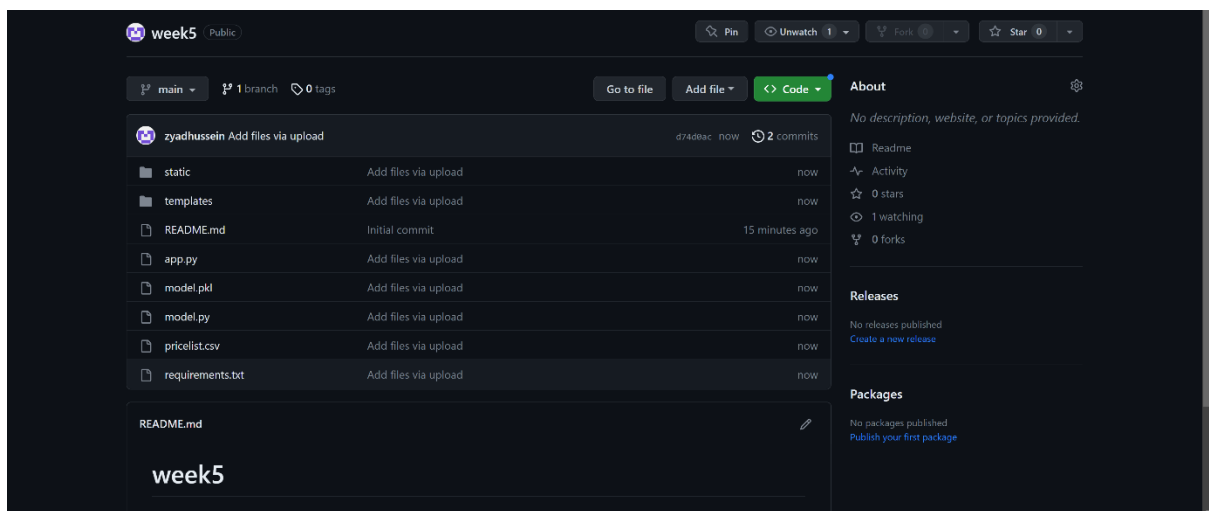 week5 Public
Pin Unwatch 1 Fork 0 Star 0
main 1 branch 0 tags Go to file Add file <> Code
zyadhussein Add files via upload d74d0ac now 2 commits
static Add files via upload now
templates Add files via upload now
README.md Initial commit 15 minutes ago
app.py Add files via upload now
model.pkl Add files via upload now
model.py Add files via upload now
pricelist.csv Add files via upload now
requirements.txt Add files via upload now
README.md
week5
About
No description, website, or topics provided.
Readme
Activity
0 stars
1 watching
0 forks
Releases
No releases published
Create a new release
Packages
No packages published
Publish your first package